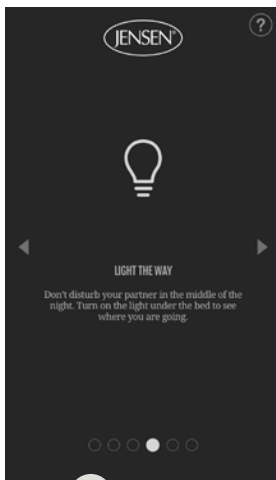 JENSEN®
?
LIGHT THE WAY
Don't disturb your partner in the middle of the
night. Turn on the light under the bed to see
where you are going.